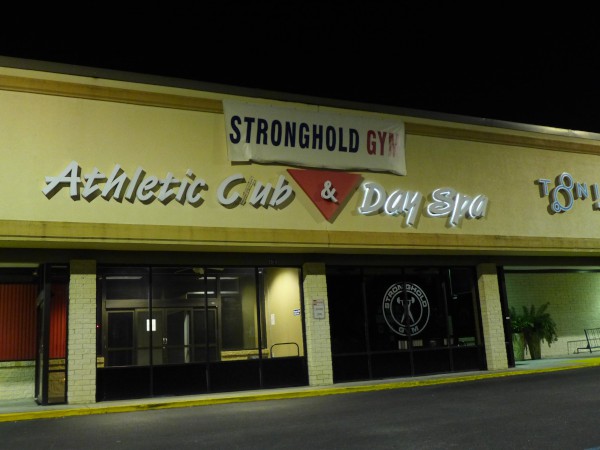 STRONGHOLD GYM
Athletic Club & Day Spa
STRONGHOLD
GYM